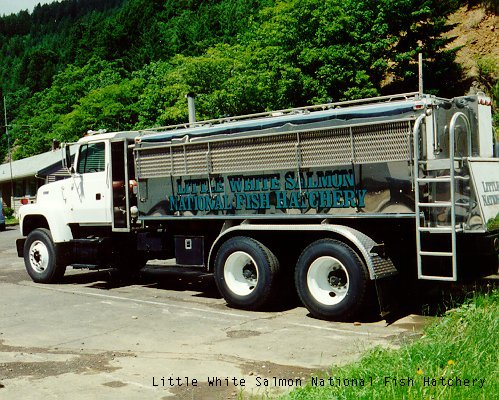 LITTLE WHITE SALMON
NATIONAL FISH HATCHERY
Little White Salmon National Fish Hatchery